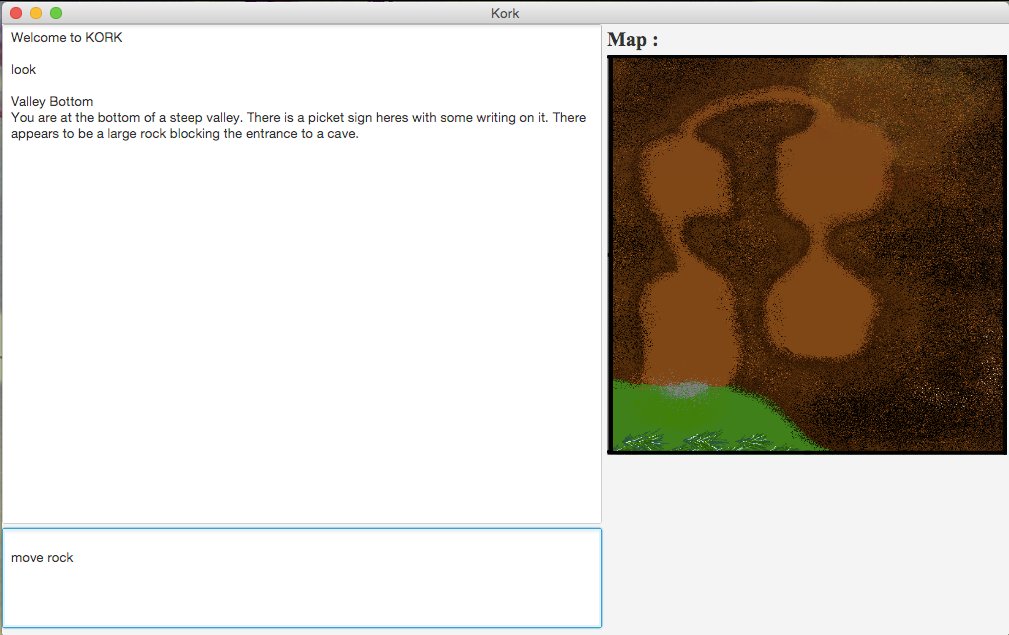 Kork
Welcome to KORK
look
Valley Bottom
You are at the bottom of a steep valley. There is a picket sign heres with some writing on it. There
appears to be a large rock blocking the entrance to a cave.
move rock
Map :